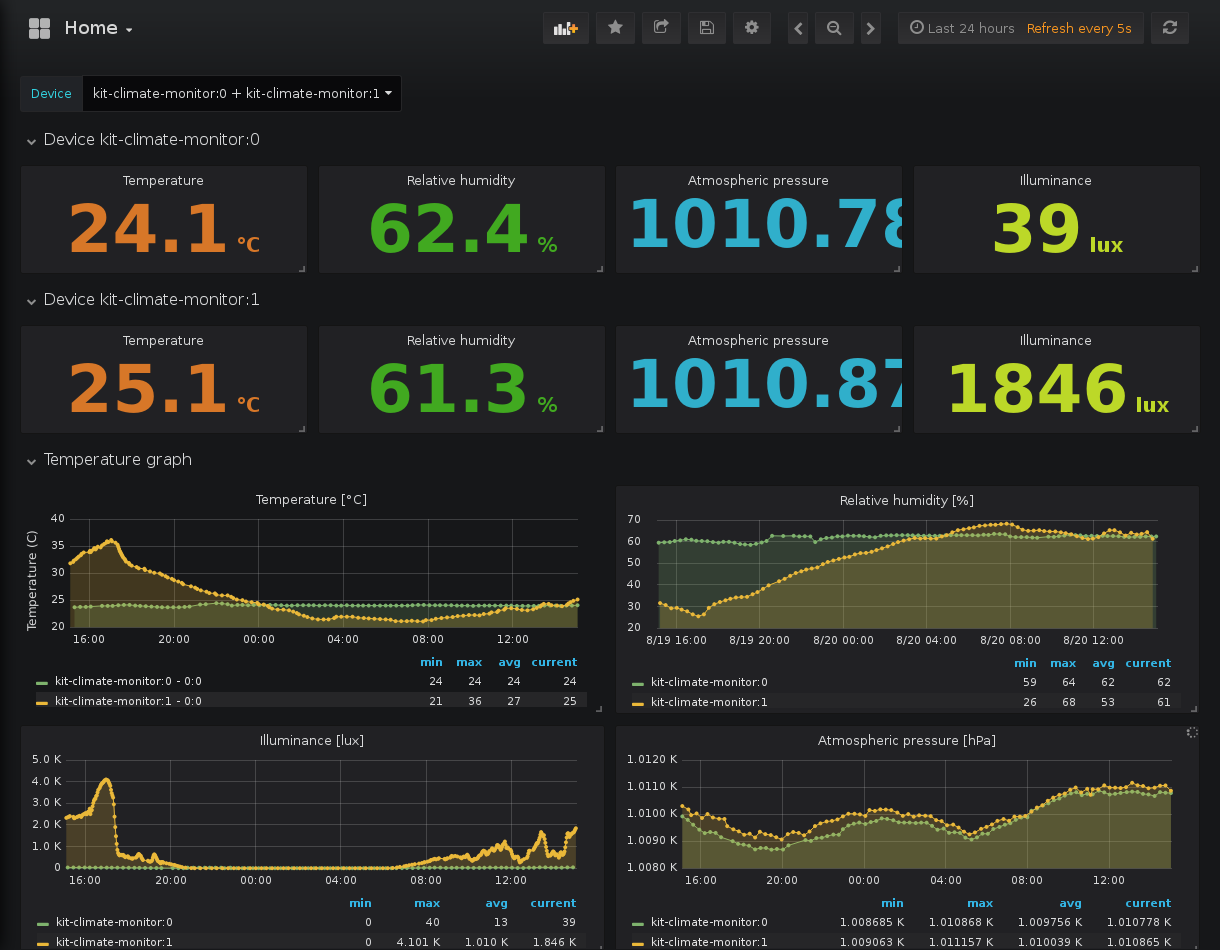 Home
Last 24 hours Refresh every 5s
Device kit-climate-monitor:0 + kit-climate-monitor:1
Device kit-climate-monitor:0
Temperature Relative humidity Atmospheric pressure Illuminance
24.1 °C 62.4 % 1010.78 39 lux
Device kit-climate-monitor:1
Temperature Relative humidity Atmospheric pressure Illuminance
25.1 °C 61.3 % 1010.87 1846 lux
Temperature graph
Temperature [°C]
Temperature (C)
40
35
30
25
20
16:00 20:00 00:00 04:00 08:00 12:00
min max avg current
kit-climate-monitor:0 - 0:0 24 24 24 24
kit-climate-monitor:1 - 0:0 21 36 27 25
Relative humidity [%]
70
60
50
40
30
20
8/19 16:00 8/19 20:00 8/20 00:00 8/20 04:00 8/20 08:00 8/20 12:00
min max avg current
kit-climate-monitor:0 59 64 62 62
kit-climate-monitor:1 26 68 53 61
Illuminance [lux]
5.0 K
4.0 K
3.0 K
2.0 K
1.0 K
0
16:00 20:00 00:00 04:00 08:00 12:00
min max avg current
kit-climate-monitor:0 0 40 13 39
kit-climate-monitor:1 0 4.101 K 1.010 K 1.846 K
Atmospheric pressure [hPa]
1.0120 K
1.0110 K
1.0100 K
1.0090 K
1.0080 K
16:00 20:00 00:00 04:00 08:00 12:00
min max avg current
kit-climate-monitor:0 1.008685 K 1.010868 K 1.009756 K 1.010778 K
kit-climate-monitor:1 1.009063 K 1.011157 K 1.010039 K 1.010865 K